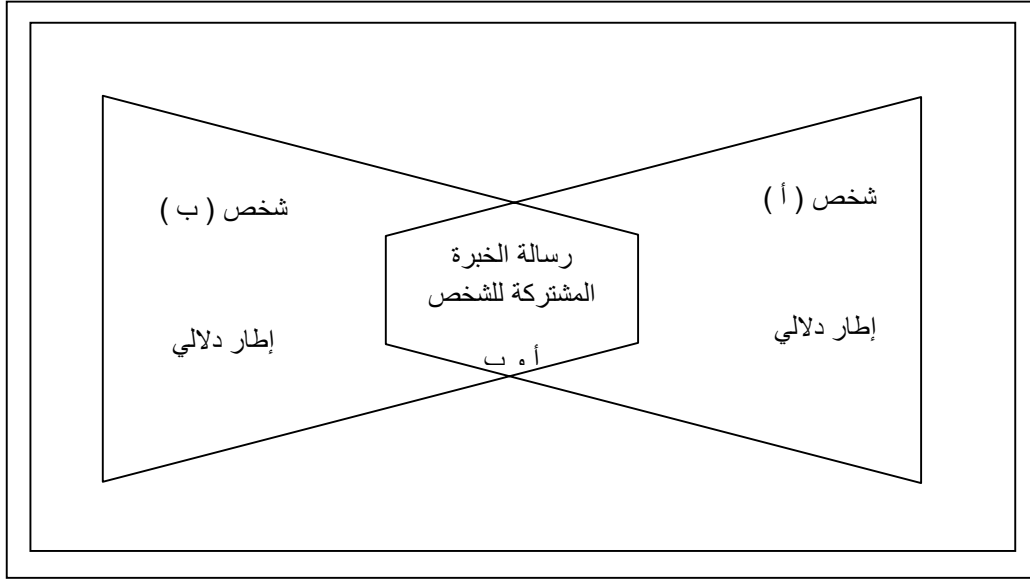 شخص ( أ )
إطار دلالي
رسالة الخبرة
المشتركة للشخص
أ و ب
شخص ( ب )
إطار دلالي